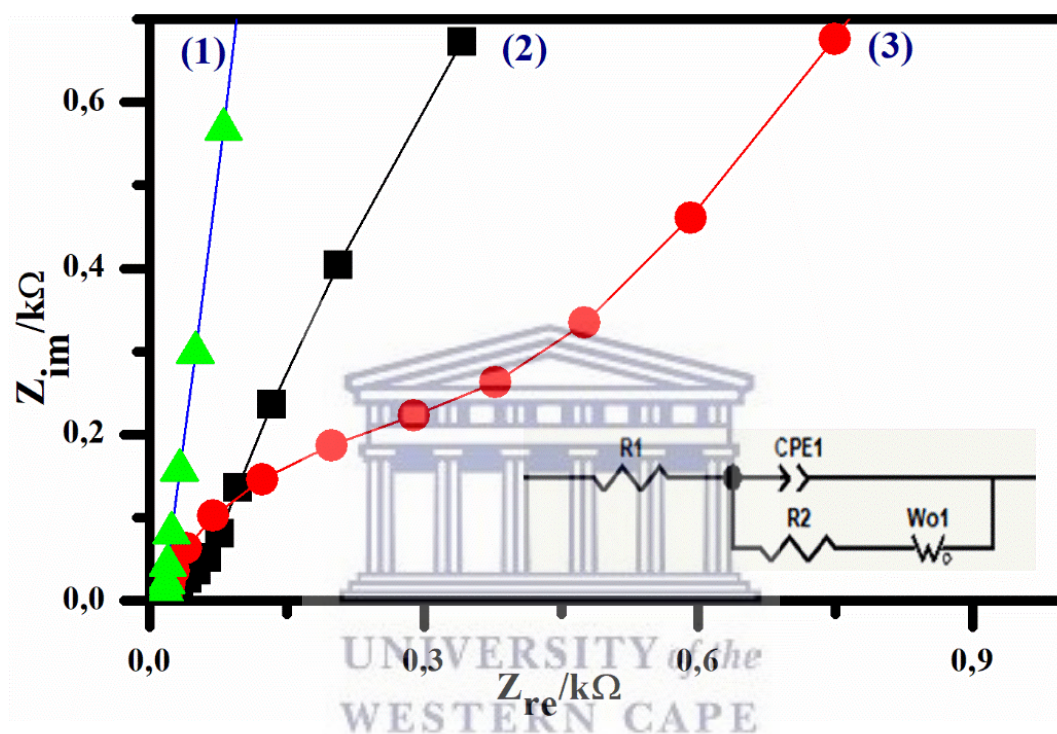 (1)
(2)
(3)
0,6
0,4
0,2
0,0
Z_im/kΩ
R1
CPE1
R2
Wo1
0,0
0,3
0,6
0,9
Z_re/kΩ
UNIVERSITY of the
WESTERN CAPE